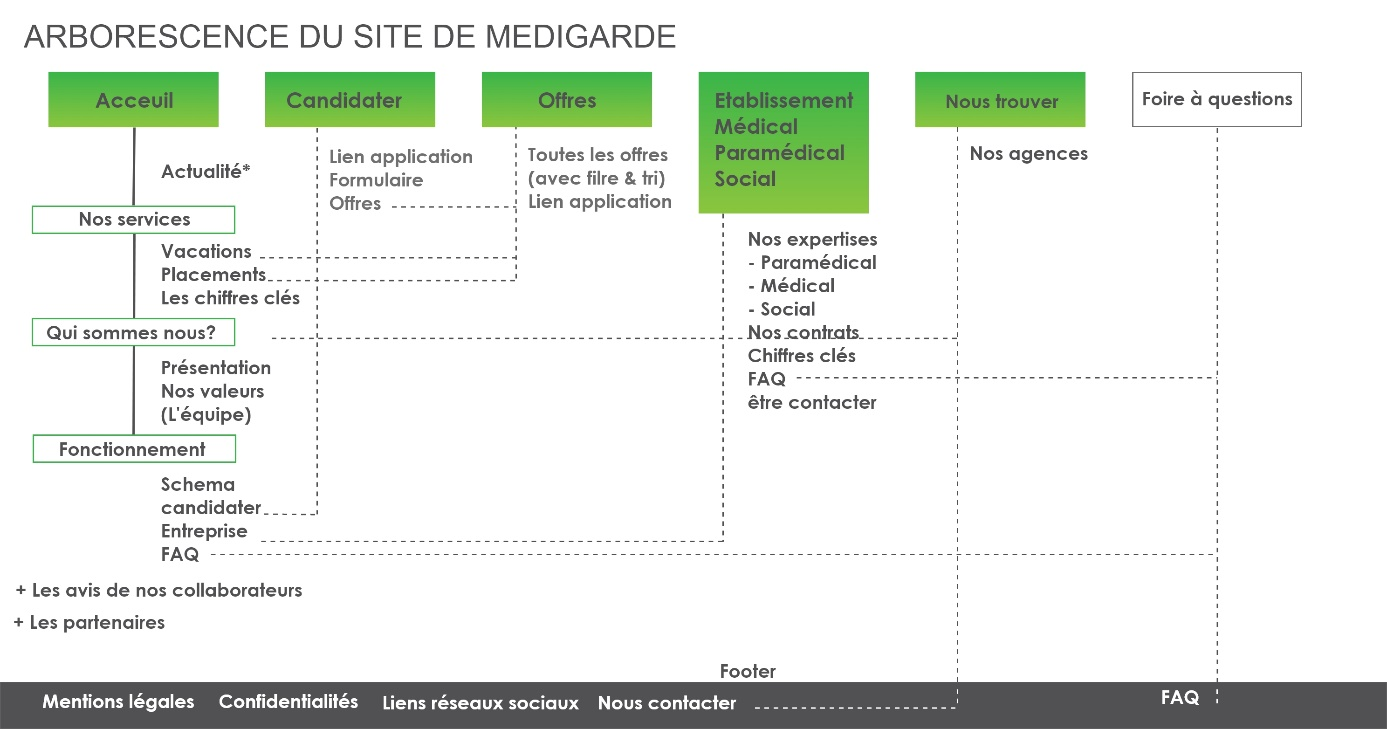 ARBORESCENCE DU SITE DE MEDIGARDE
Acceuil
Candidater
Offres
Etablissement
Médical
Paramédical
Social
Nous trouver
Foire à questions
Actualité*
Nos services
Vacations
Placements
Les chiffres clés
Qui sommes nous?
Présentation
Nos valeurs
(L'équipe)
Fonctionnement
Schema
candidater
Entreprise
FAQ
+ Les avis de nos collaborateurs
+ Les partenaires
Lien application
Formulaire
Offres
Toutes les offres
(avec filre & tri)
Lien application
Nos expertises
- Paramédical
- Médical
- Social
Nos contrats
Chiffres clés
FAQ
être contacter
Nos agences
Footer
Mentions légales
Confidentialités
Liens réseaux sociaux
Nous contacter
FAQ